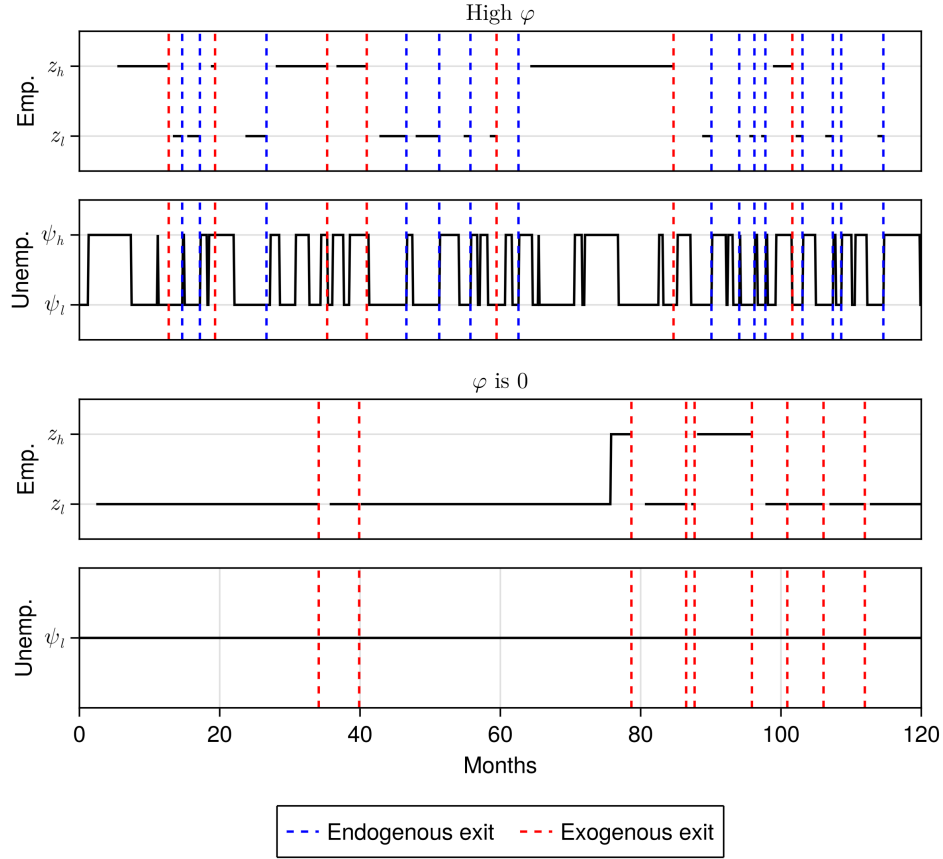 High φ
Emp.
z_h
z_l
Unemp.
ψ_h
ψ_l
φ is 0
Emp.
z_h
z_l
Unemp.
ψ_l
0 20 40 60 80 100 120
Months
Endogenous exit Exogenous exit